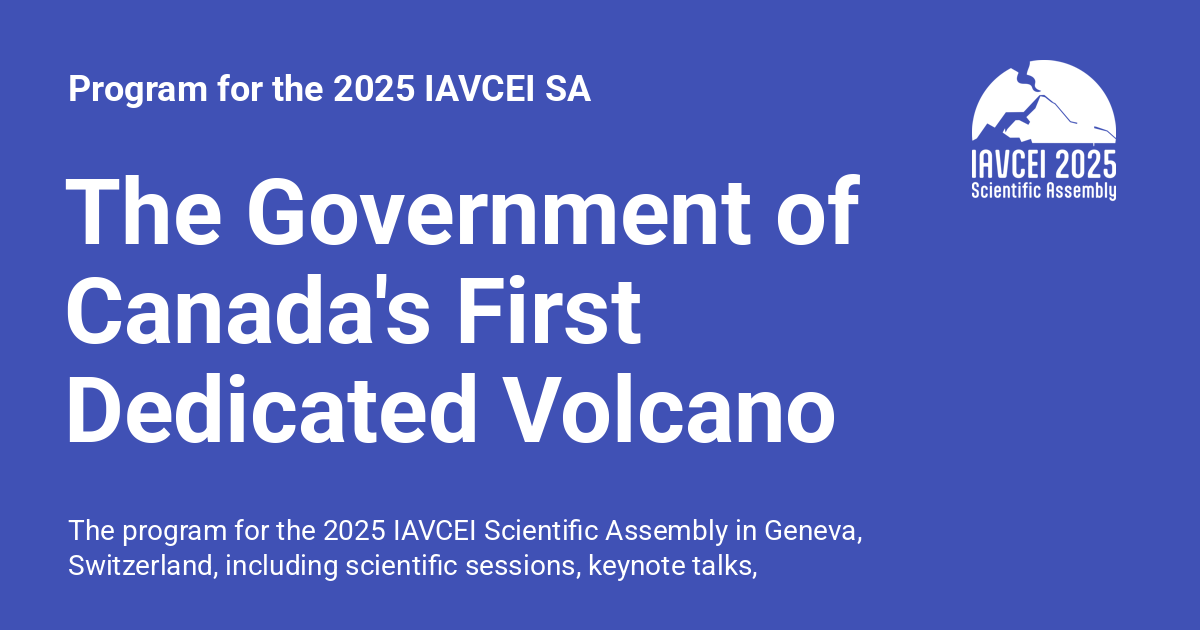 Program for the 2025 IAVCEI SA
IAVCEI 2025
Scientific Assembly
The Government of
Canada's First
Dedicated Volcano
The program for the 2025 IAVCEI Scientific Assembly in Geneva,
Switzerland, including scientific sessions, keynote talks,